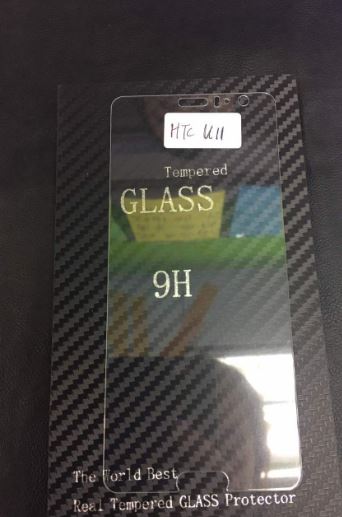 HTC U11
Tempered
GLASS
9H
The World Best
Real Tempered GLASS Protector